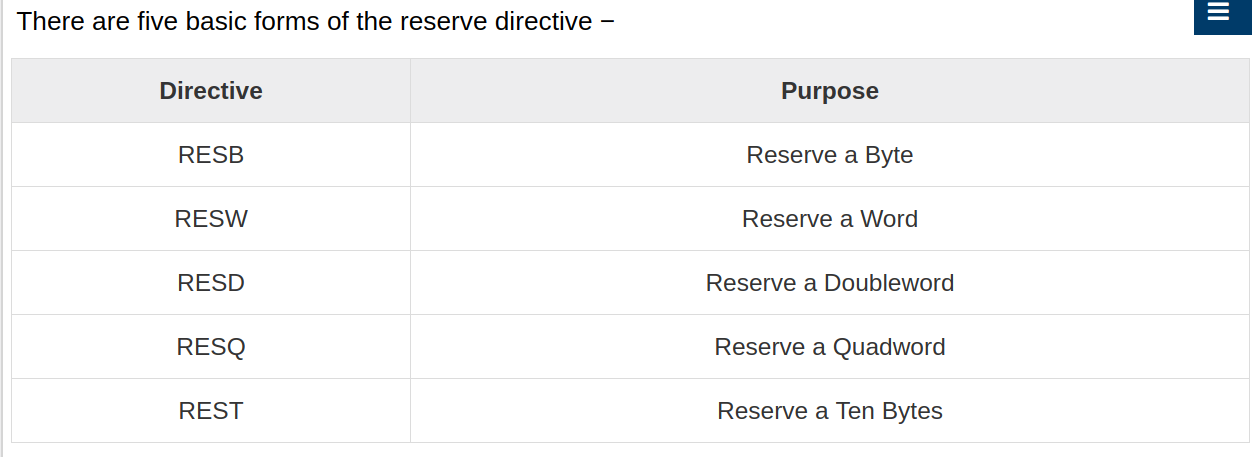 There are five basic forms of the reserve directive −
Directive Purpose
RESB Reserve a Byte
RESW Reserve a Word
RESD Reserve a Doubleword
RESQ Reserve a Quadword
REST Reserve a Ten Bytes